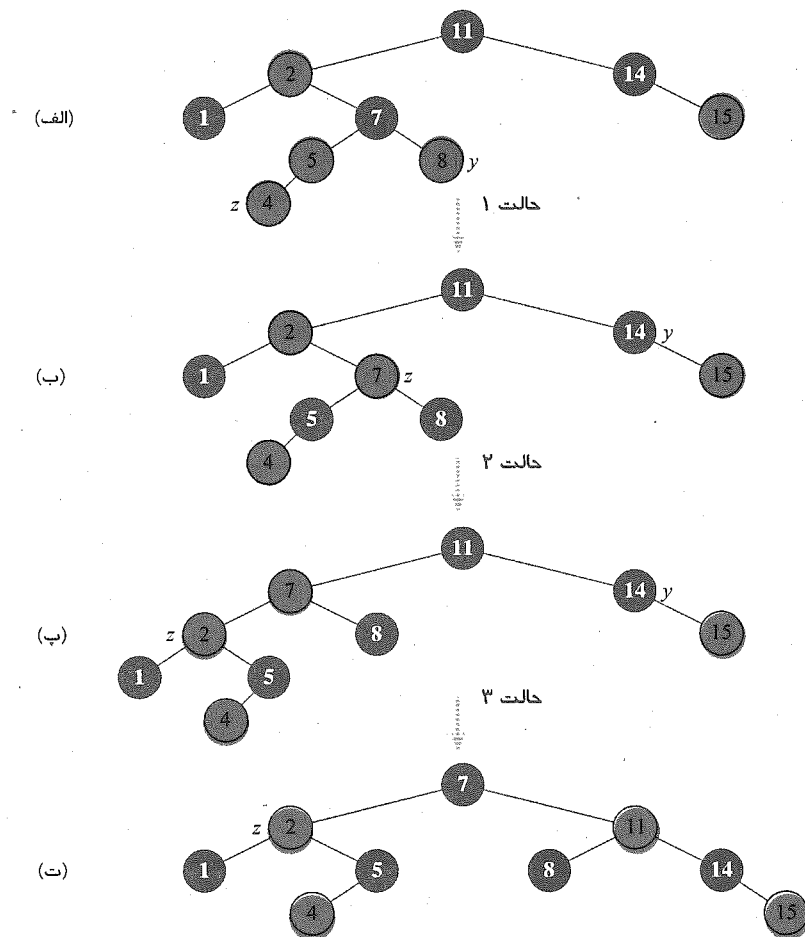 11
2 14
(الف) 1 7 15
5 8 y
z 4
حالت ۱
11
2 14 y
(ب) 1 7 z 15
5 8
4
حالت ۲
11
7 14 y
(پ) z 2 8 15
1 5
4
حالت ۳
7
z 2 11
(ت) 1 5 8 14
4 15